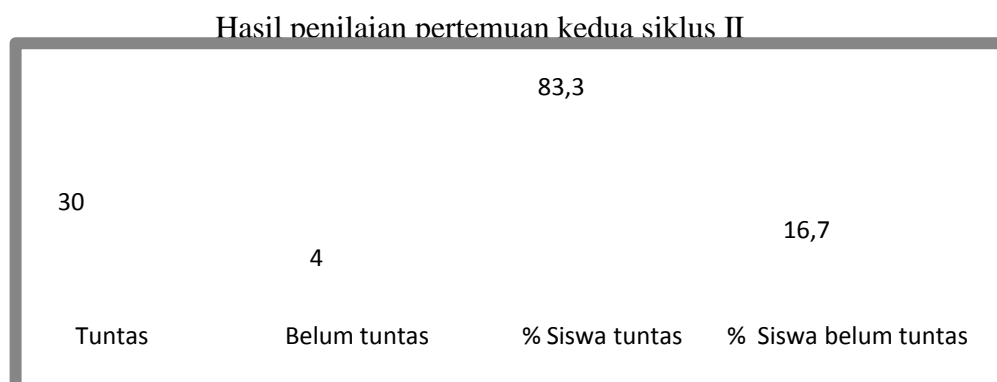 Hasil penilaian pertemuan kedua siklus II
83,3
30
16,7
4
Tuntas Belum tuntas % Siswa tuntas % Siswa belum tuntas